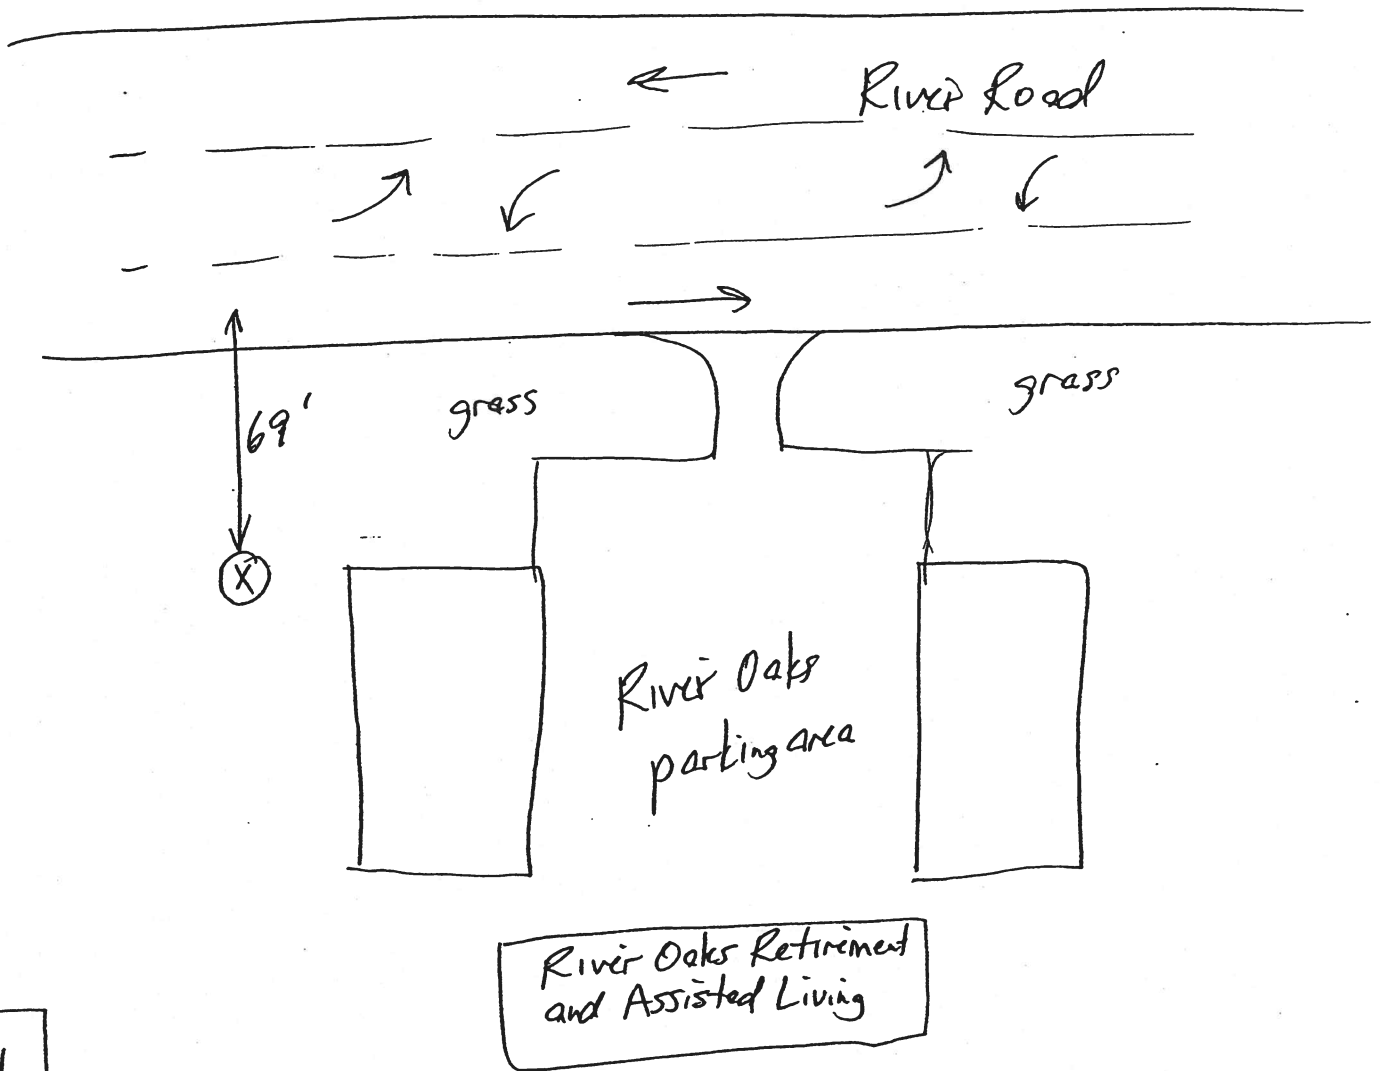 River Road
grass
grass
69'
X
River Oaks
parking area
River Oaks Retirement
and Assisted Living